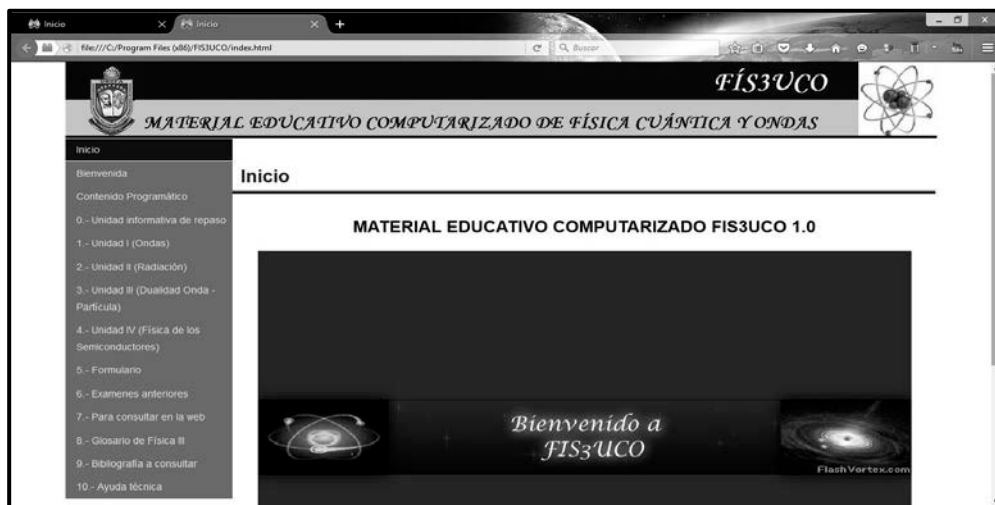 Inicio
Inicio
file:///C:/Program Files (x86)/FIS3UCO/index.html
Buscar
FÍS3UCO
MATERIAL EDUCATIVO COMPUTARIZADO DE FÍSICA CUÁNTICA Y ONDAS
Inicio
Bienvenida
Contenido Programático
0.- Unidad informativa de repaso
1.- Unidad I (Ondas)
2.- Unidad II (Radiación)
3.- Unidad III (Dualidad Onda -
Partícula)
4.- Unidad IV (Física de los
Semiconductores)
5.- Formulario
6.- Examenes anteriores
7.- Para consultar en la web
8.- Glosario de Física III
9.- Bibliografía a consultar
10.- Ayuda técnica
Inicio
MATERIAL EDUCATIVO COMPUTARIZADO FIS3UCO 1.0
Bienvenido a
FIS3UCO
FlashVortex.com